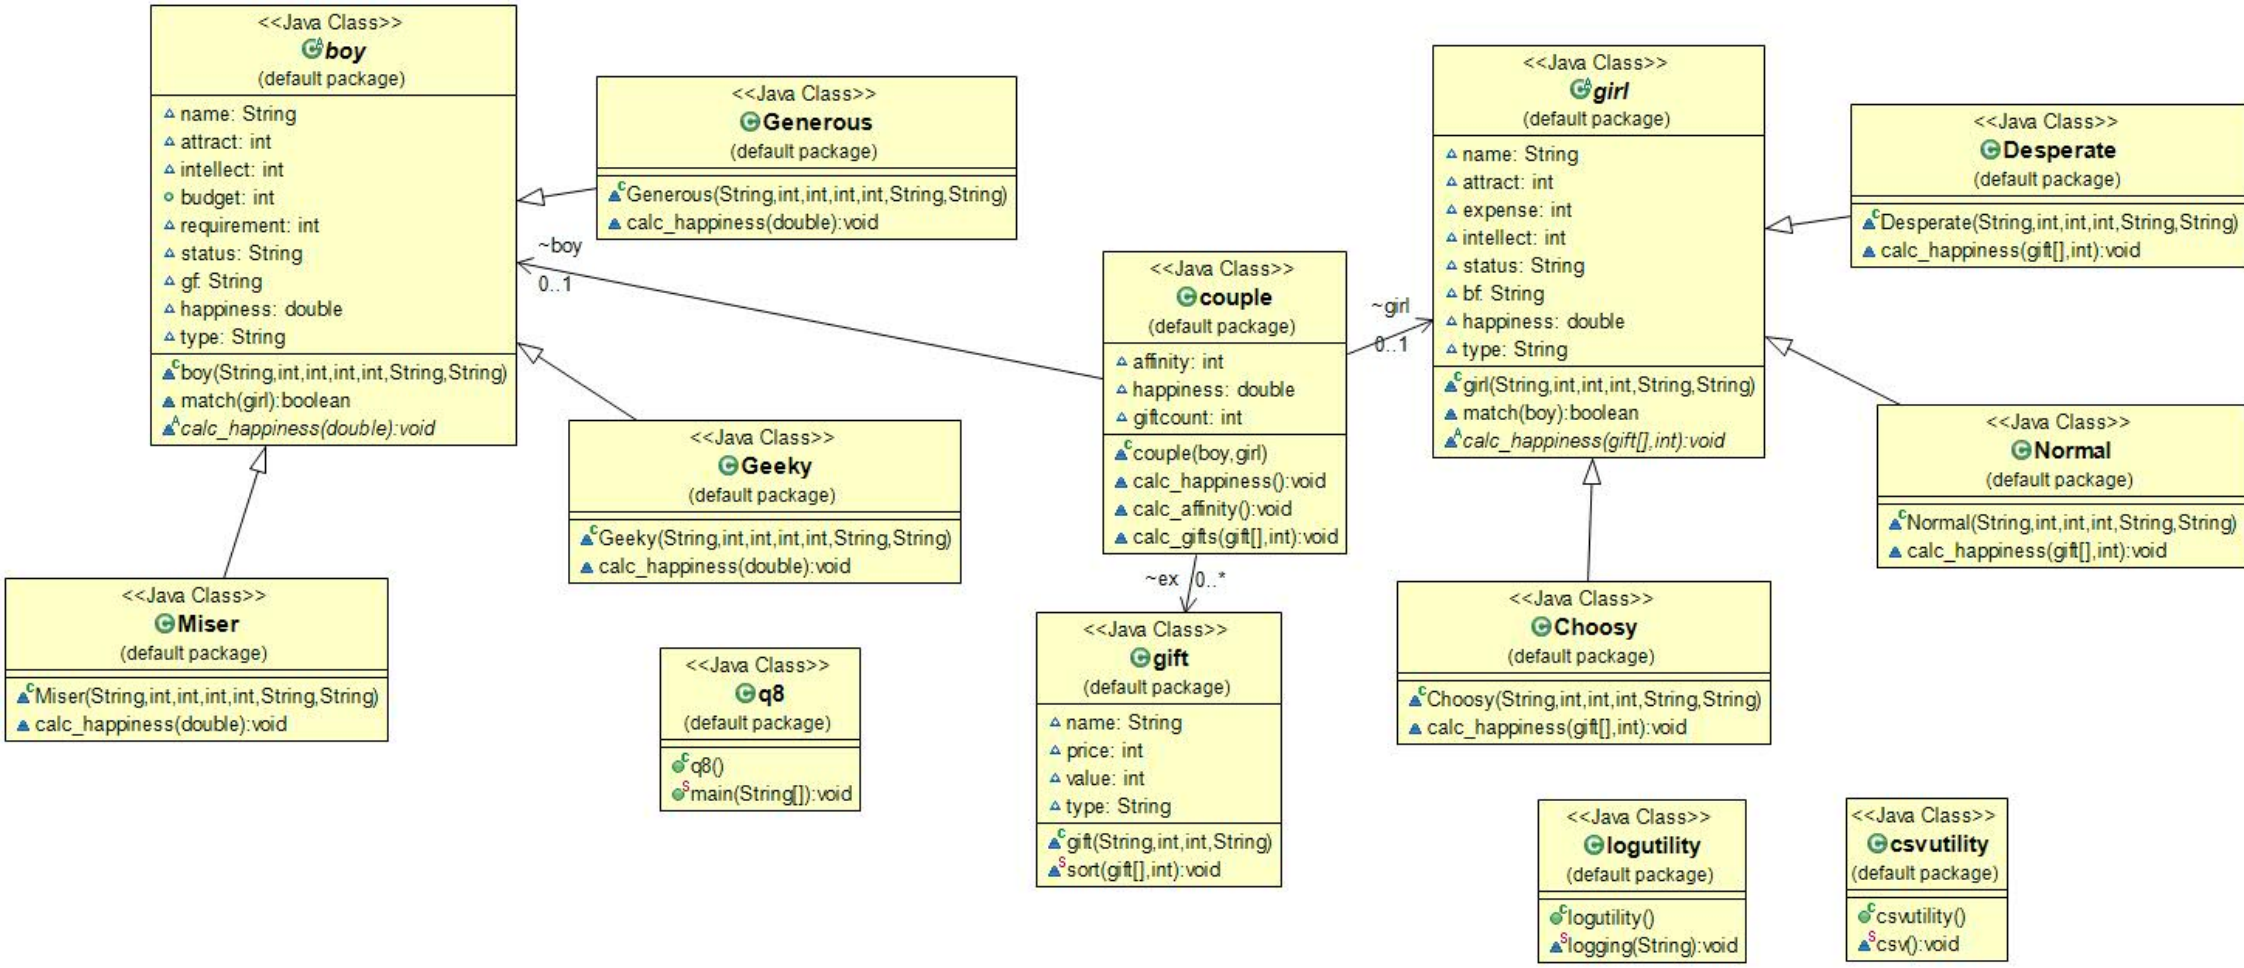 <<Java Class>>
boy
(default package)
name: String
attract: int
intellect: int
budget: int
requirement: int
status: String
gf: String
happiness: double
type: String
boy(String,int,int,int,int,String,String)
match(girl):boolean
calc_happiness(double):void
<<Java Class>>
Generous
(default package)
Generous(String,int,int,int,int,String,String)
calc_happiness(double):void
~boy
0..1
<<Java Class>>
Geeky
(default package)
Geeky(String,int,int,int,int,String,String)
calc_happiness(double):void
<<Java Class>>
Miser
(default package)
Miser(String,int,int,int,int,String,String)
calc_happiness(double):void
<<Java Class>>
q8
(default package)
q8()
main(String[]):void
<<Java Class>>
couple
(default package)
affinity: int
happiness: double
giftcount: int
couple(boy,girl)
calc_happiness():void
calc_affinity():void
calc_gifts(gift[],int):void
~girl
0..1
~ex 0..*
<<Java Class>>
gift
(default package)
name: String
price: int
value: int
type: String
gift(String,int,int,String)
sort(gift[],int):void
<<Java Class>>
girl
(default package)
name: String
attract: int
expense: int
intellect: int
status: String
bf: String
happiness: double
type: String
girl(String,int,int,int,String,String)
match(boy):boolean
calc_happiness(gift[],int):void
<<Java Class>>
Desperate
(default package)
Desperate(String,int,int,int,String,String)
calc_happiness(gift[],int):void
<<Java Class>>
Normal
(default package)
Normal(String,int,int,int,String,String)
calc_happiness(gift[],int):void
<<Java Class>>
Choosy
(default package)
Choosy(String,int,int,int,String,String)
calc_happiness(gift[],int):void
<<Java Class>>
logutility
(default package)
logutility()
logging(String):void
<<Java Class>>
csvutility
(default package)
csvutility()
csv():void